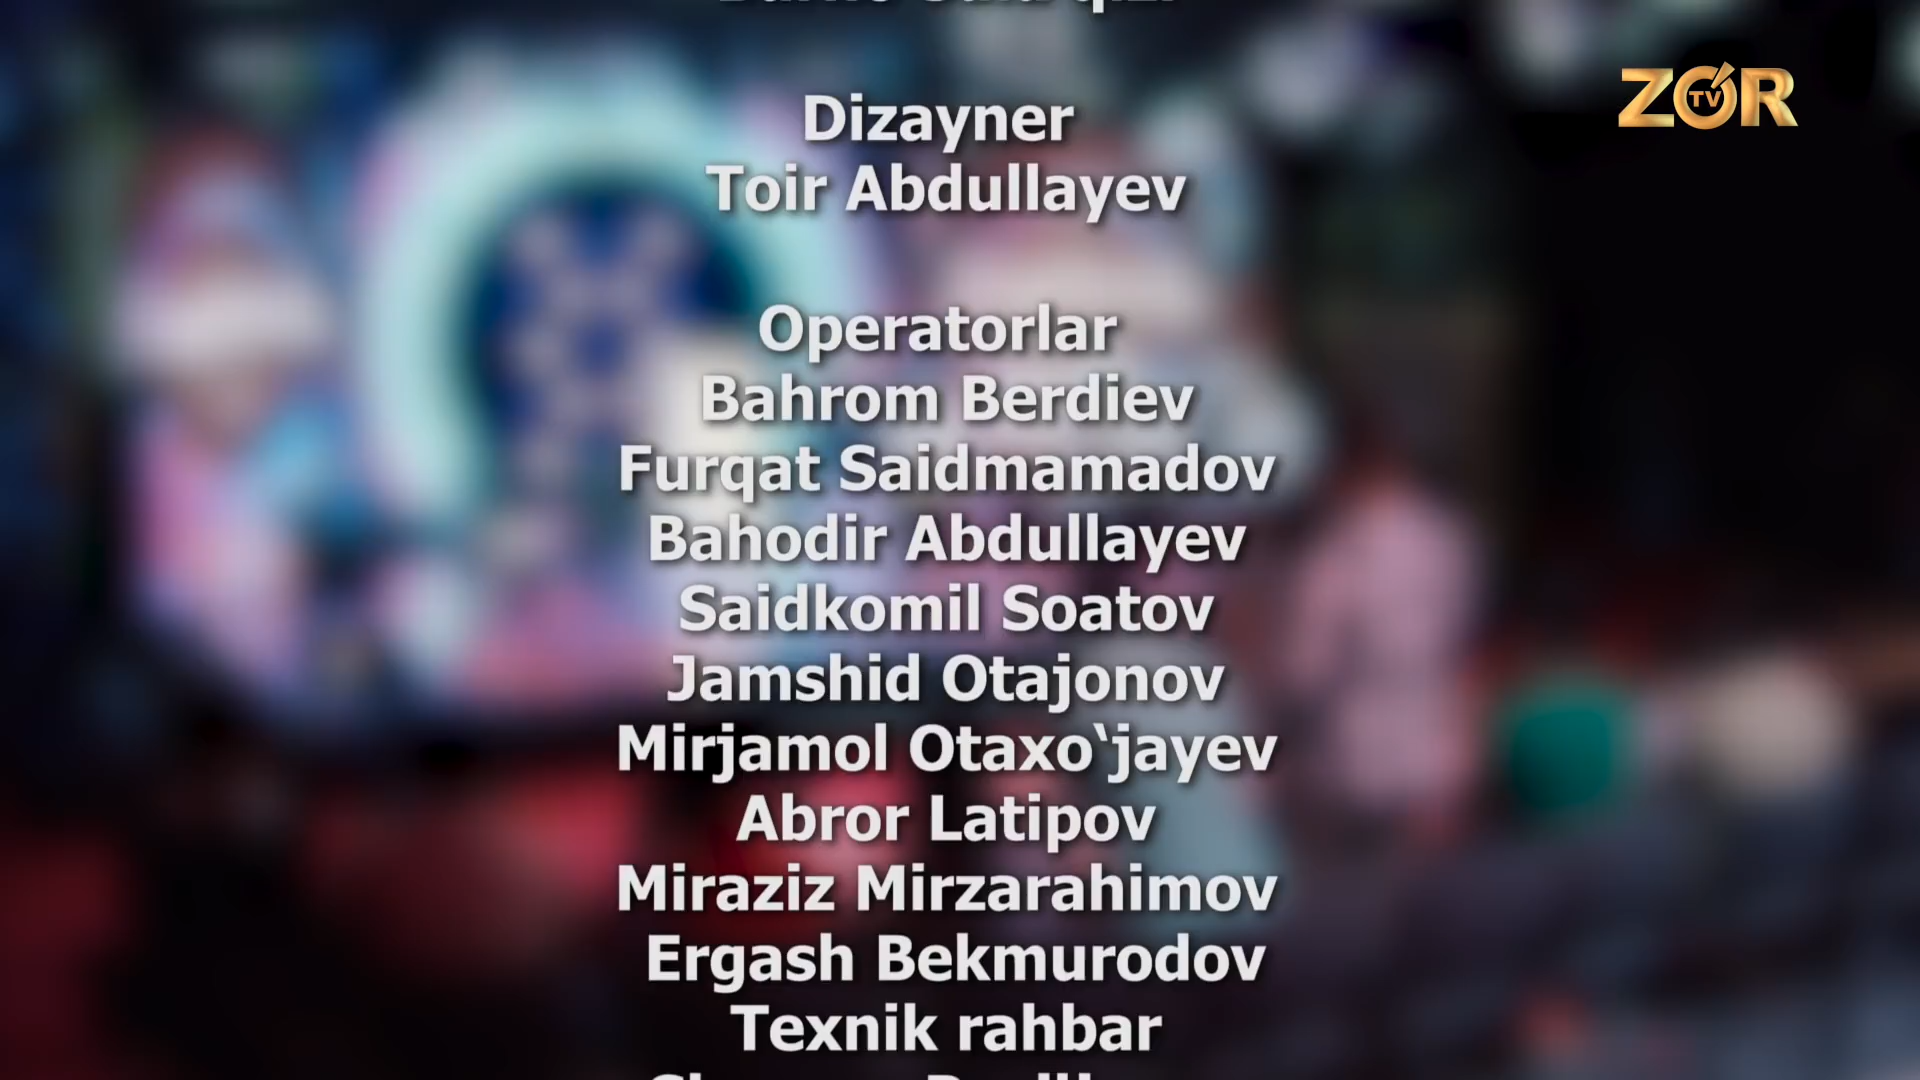 ZO'R
TV
Dizayner
Toir Abdullayev
Operatorlar
Bahrom Berdiev
Furqat Saidmamadov
Bahodir Abdullayev
Saidkomil Soatov
Jamshid Otajonov
Mirjamol Otaxo‘jayev
Abror Latipov
Miraziz Mirzarahimov
Ergash Bekmurodov
Texnik rahbar